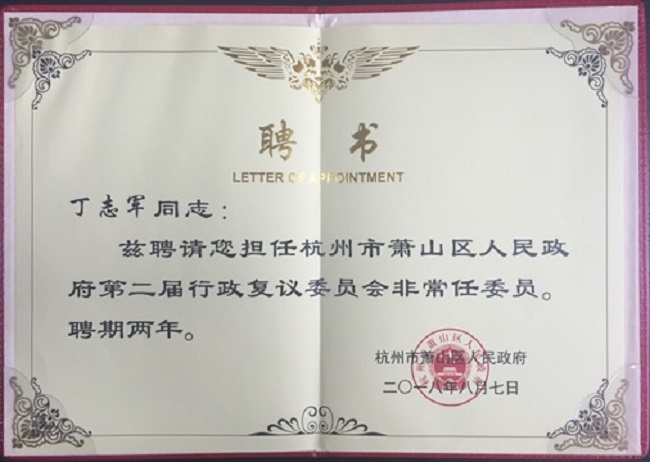 聘书
LETTER OF APPOINTMENT
丁志军同志：
兹聘请您担任杭州市萧山区人民政
府第二届行政复议委员会非常任委员。
聘期两年。
杭州市萧山区人民政府
二〇一八年八月七日